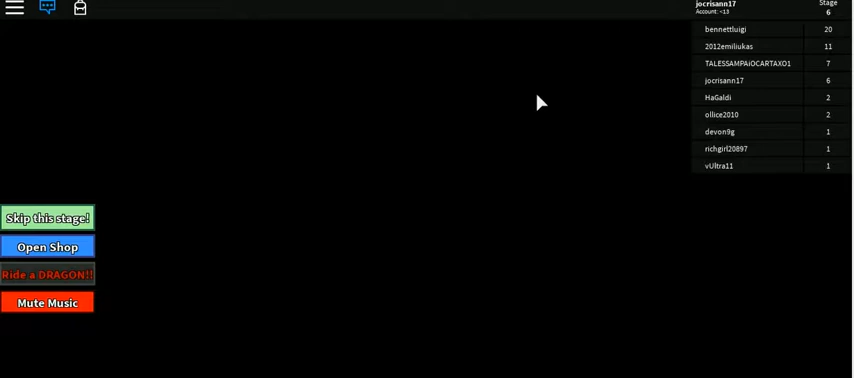 jocrisann17 Stage
Account: <13 6
bennettluigi 20
2012emiliukas 11
TALESSAMPAiOCARTAXO1 7
jocrisann17 6
HaGaldi 2
ollice2010 2
devon9g 1
richgirl20897 1
vUltra11 1
Skip this stage!
Open Shop
Ride a DRAGON!!
Mute Music